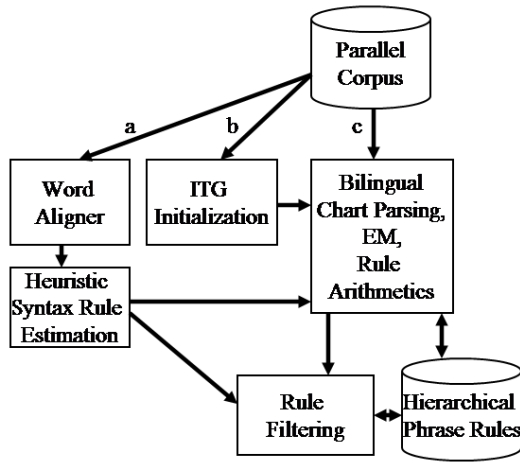 Parallel
Corpus
a
b
c
Word
Aligner
ITG
Initialization
Bilingual
Chart Parsing,
EM,
Rule
Arithmetics
Heuristic
Syntax Rule
Estimation
Rule
Filtering
Hierarchical
Phrase Rules